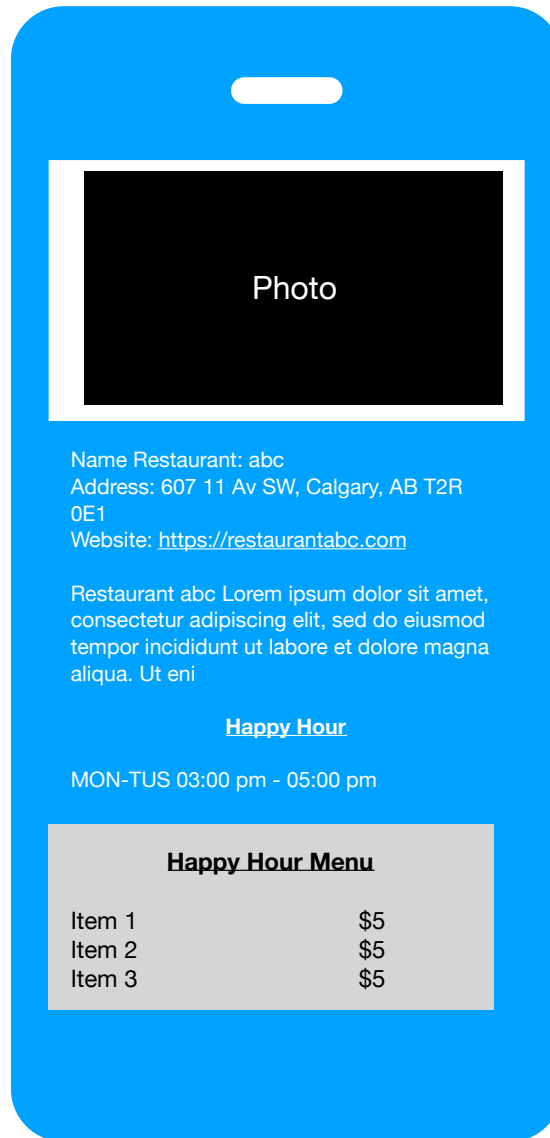 Photo
Name Restaurant: abc
Address: 607 11 Av SW, Calgary, AB T2R
0E1
Website: https://restaurantabc.com
Restaurant abc Lorem ipsum dolor sit amet,
consectetur adipiscing elit, sed do eiusmod
tempor incididunt ut labore et dolore magna
aliqua. Ut eni
Happy Hour
MON-TUS 03:00 pm - 05:00 pm
Happy Hour Menu
Item 1 $5
Item 2 $5
Item 3 $5